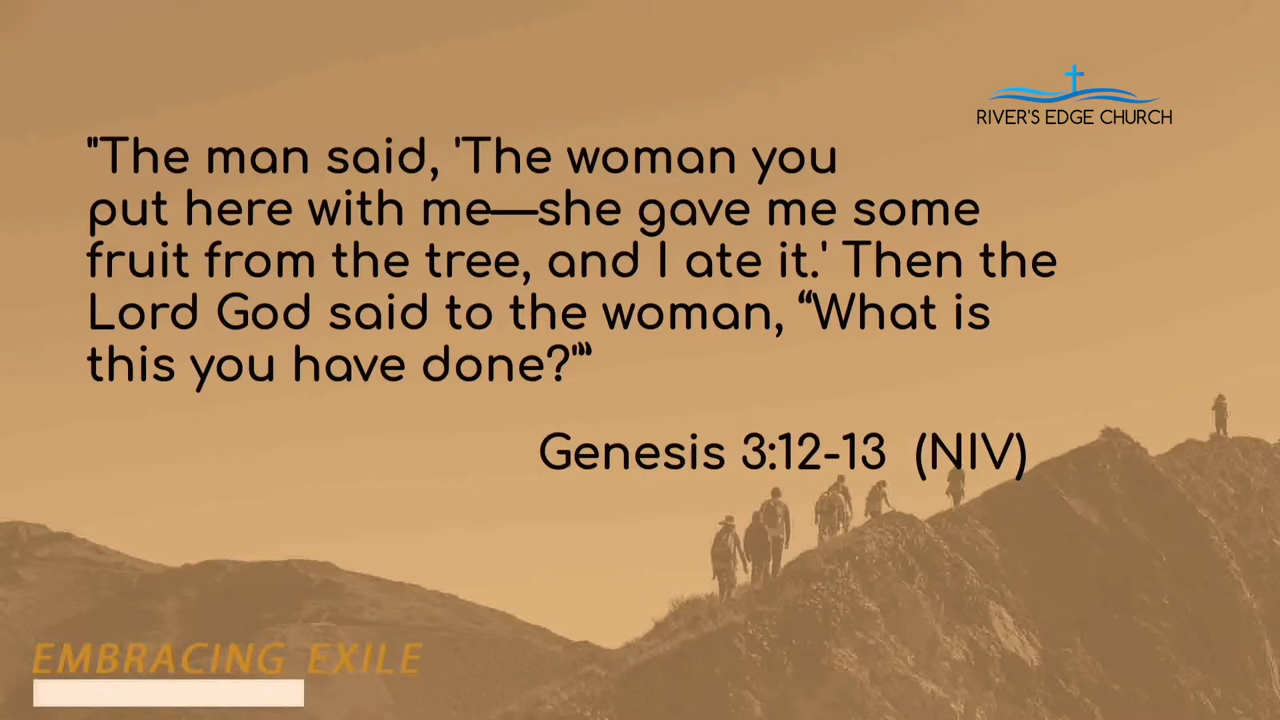 RIVER'S EDGE CHURCH
"The man said, 'The woman you
put here with me—she gave me some
fruit from the tree, and I ate it.' Then the
Lord God said to the woman, “What is
this you have done?'”"
Genesis 3:12-13 (NIV)
EMBRACING EXILE